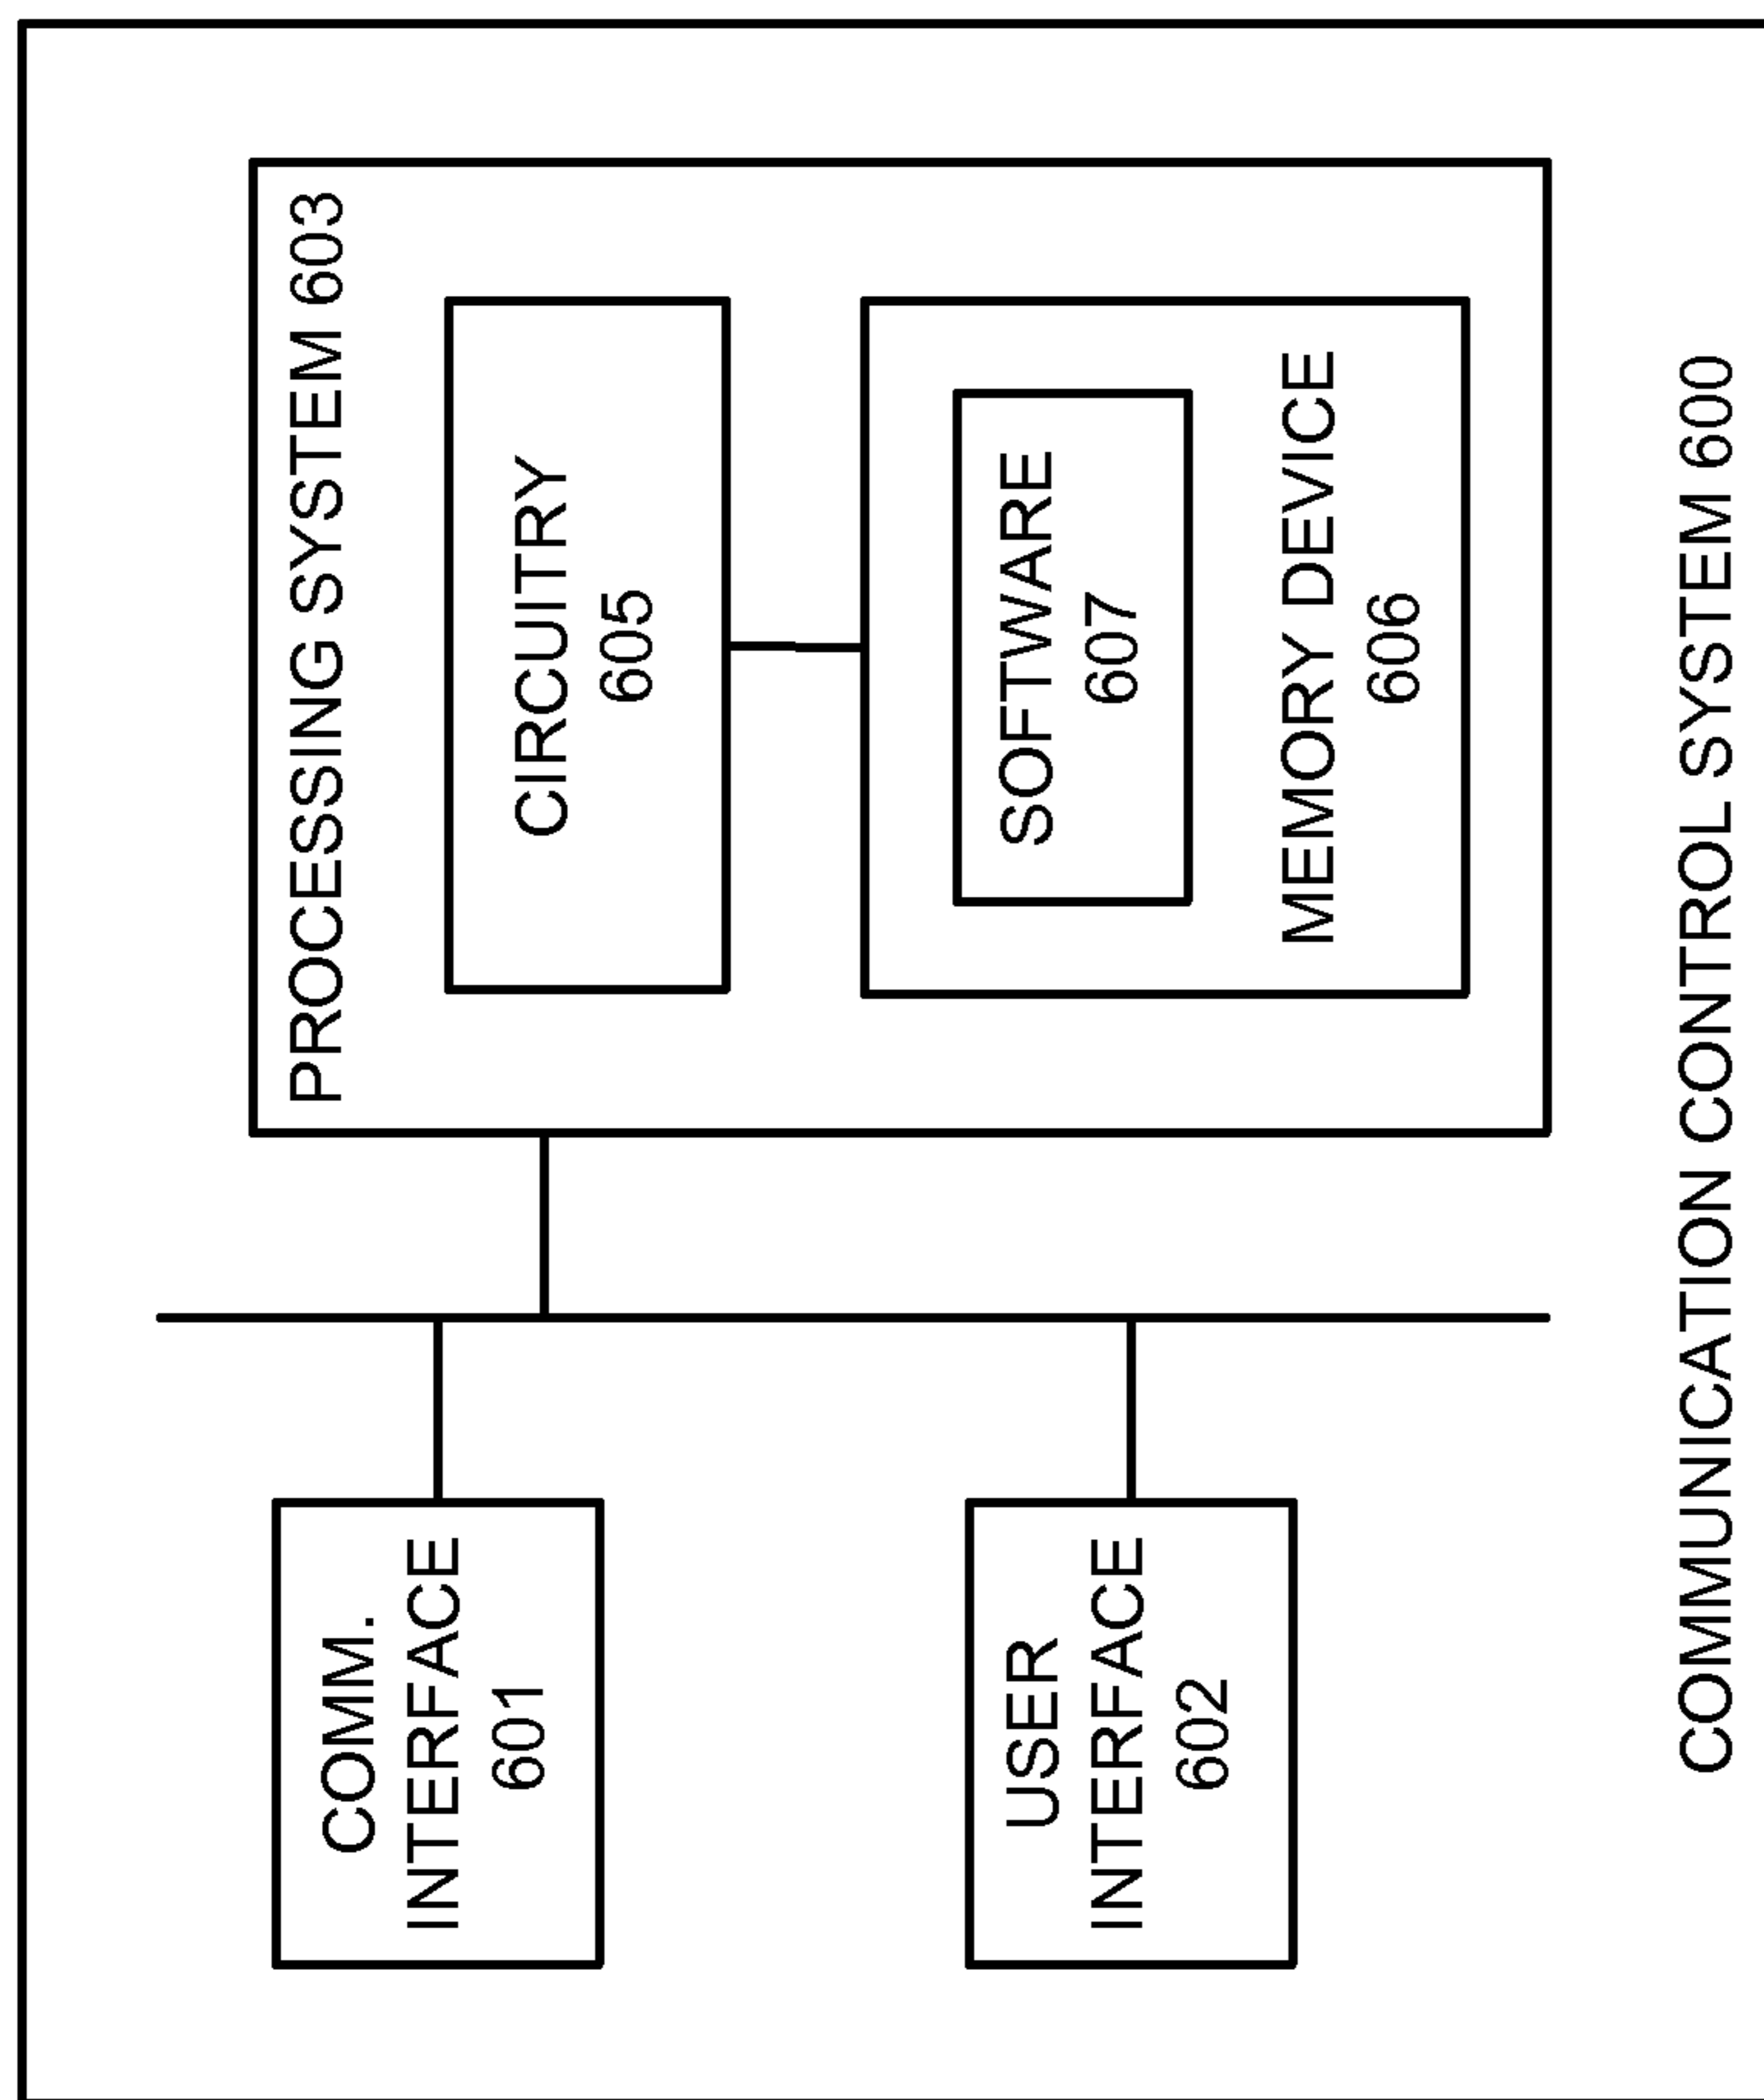 PROCESSING SYSTEM 603
CIRCUITRY
605
SOFTWARE
607
MEMORY DEVICE
606
COMM.
INTERFACE
601
USER
INTERFACE
602
COMMUNICATION CONTROL SYSTEM 600